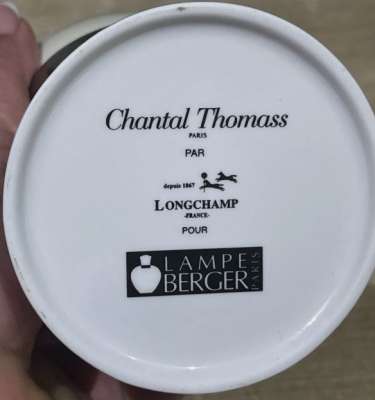 Chantal Thomass
PARIS
PAR
depuis 1867
LONGCHAMP
-FRANCE-
POUR
LAMPE
BERGER
PARIS